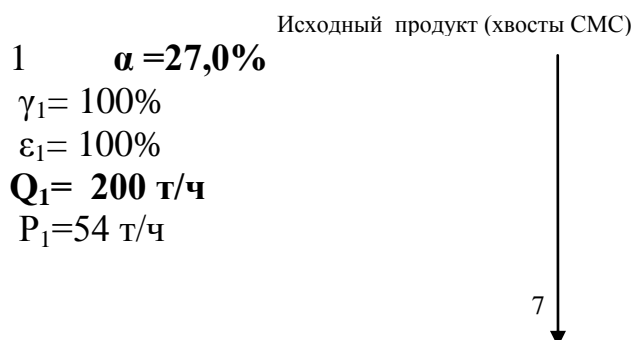 Исходный продукт (хвосты СМС)
1 α =27,0%
γ₁= 100%
ε₁= 100%
Q₁= 200 т/ч
P₁=54 т/ч
7